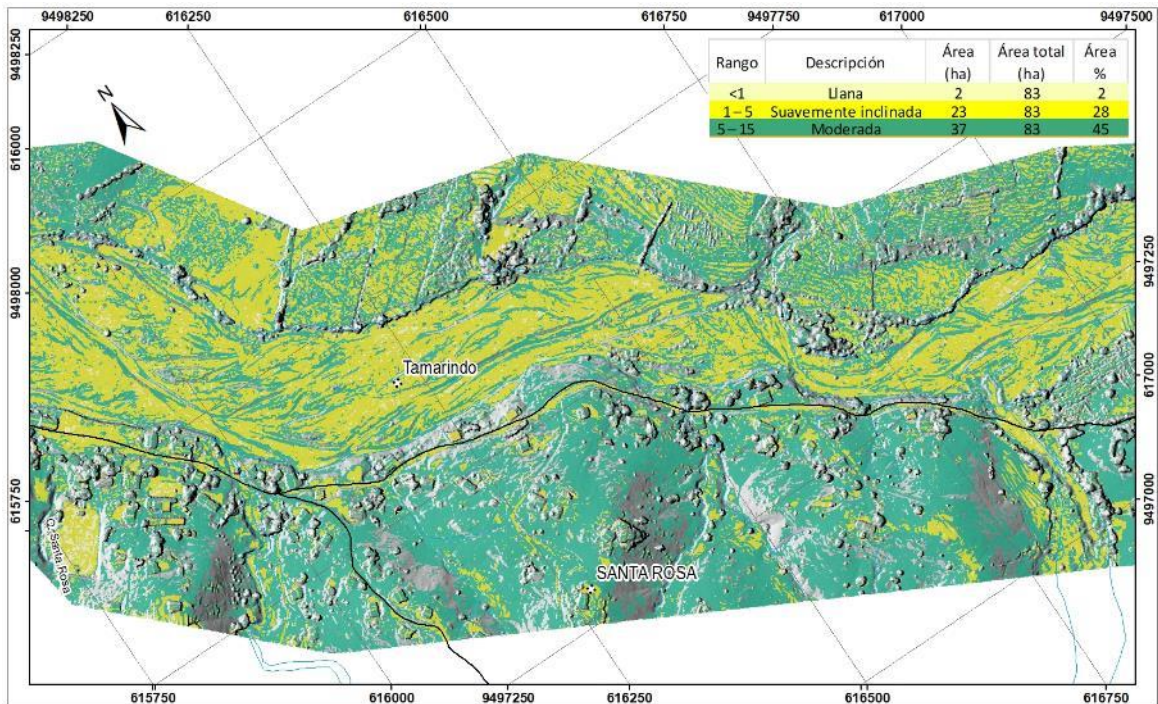 9498250 616250 616500 616750 9497750 617000 9497500
9498250
616000
9498000
615750
N
Rango Descripción Área (ha) Área total (ha) Área %
<1 Llana 2 83 2
1–5 Suavemente inclinada 23 83 28
5–15 Moderada 37 83 45
Tamarindo
SANTA ROSA
Q. Santa Rosa
9497250
617000
9497000
615750 616000 9497250 616250 616500 616750